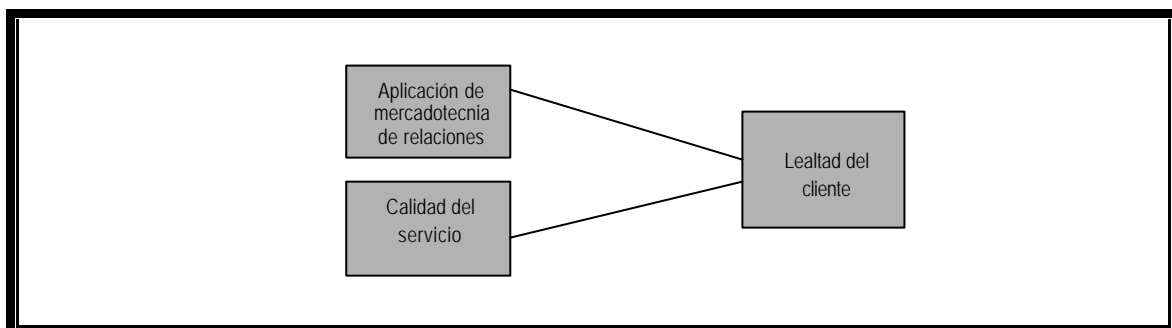 Aplicación de
mercadotecnia
de relaciones
Calidad del
servicio
Lealtad del
cliente